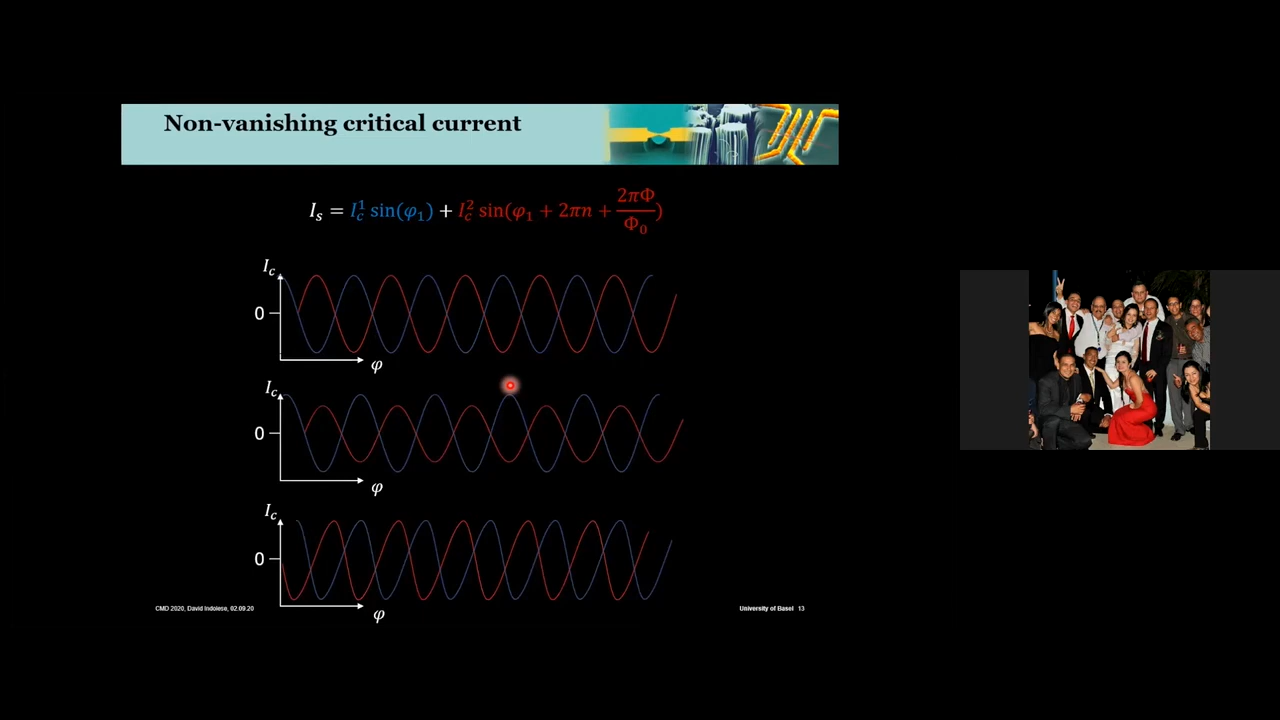 Non-vanishing critical current
I_s = I_c^1 sin(φ_1) + I_c^2 sin(φ_1 + 2πn + 2πΦ/Φ_0)
I_c
0
φ
I_c
0
φ
I_c
0
φ
CMD 2020, David Indolese, 02.09.20
University of Basel 13